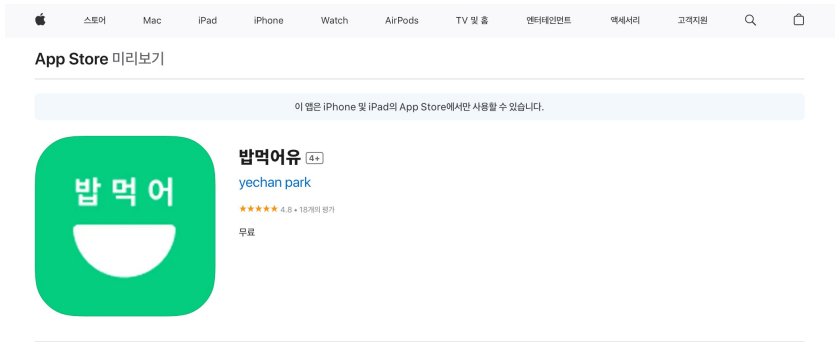 스토어 Mac iPad iPhone Watch AirPods TV 및 홈 엔터테인먼트 액세서리 고객지원
App Store 미리보기
이 앱은 iPhone 및 iPad의 App Store에서만 사용할 수 있습니다.
밥먹어
밥먹어유 4+
yechan park
★★★★★ 4.8 • 18개의 평가
무료